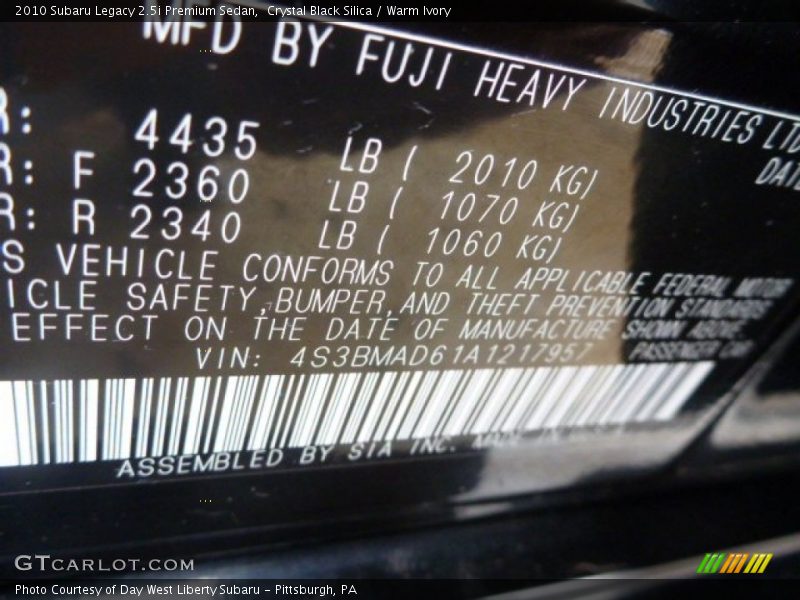 2010 Subaru Legacy 2.5i Premium Sedan, Crystal Black Silica / Warm Ivory
MFD BY FUJI HEAVY INDUSTRIES LTD
DATE
R: 4435 LB ( 2010 KG)
R: F 2360 LB ( 1070 KG)
R: R 2340 LB ( 1060 KG)
S VEHICLE CONFORMS TO ALL APPLICABLE FEDERAL MOTOR
ICLE SAFETY,BUMPER,AND THEFT PREVENTION STANDARDS
EFFECT ON THE DATE OF MANUFACTURE SHOWN ABOVE.
VIN: 4S3BMAD61A1217957 PASSENGER CAR
ASSEMBLED BY SIA INC.
GTCARLOT.COM
Photo Courtesy of Day West Liberty Subaru - Pittsburgh, PA